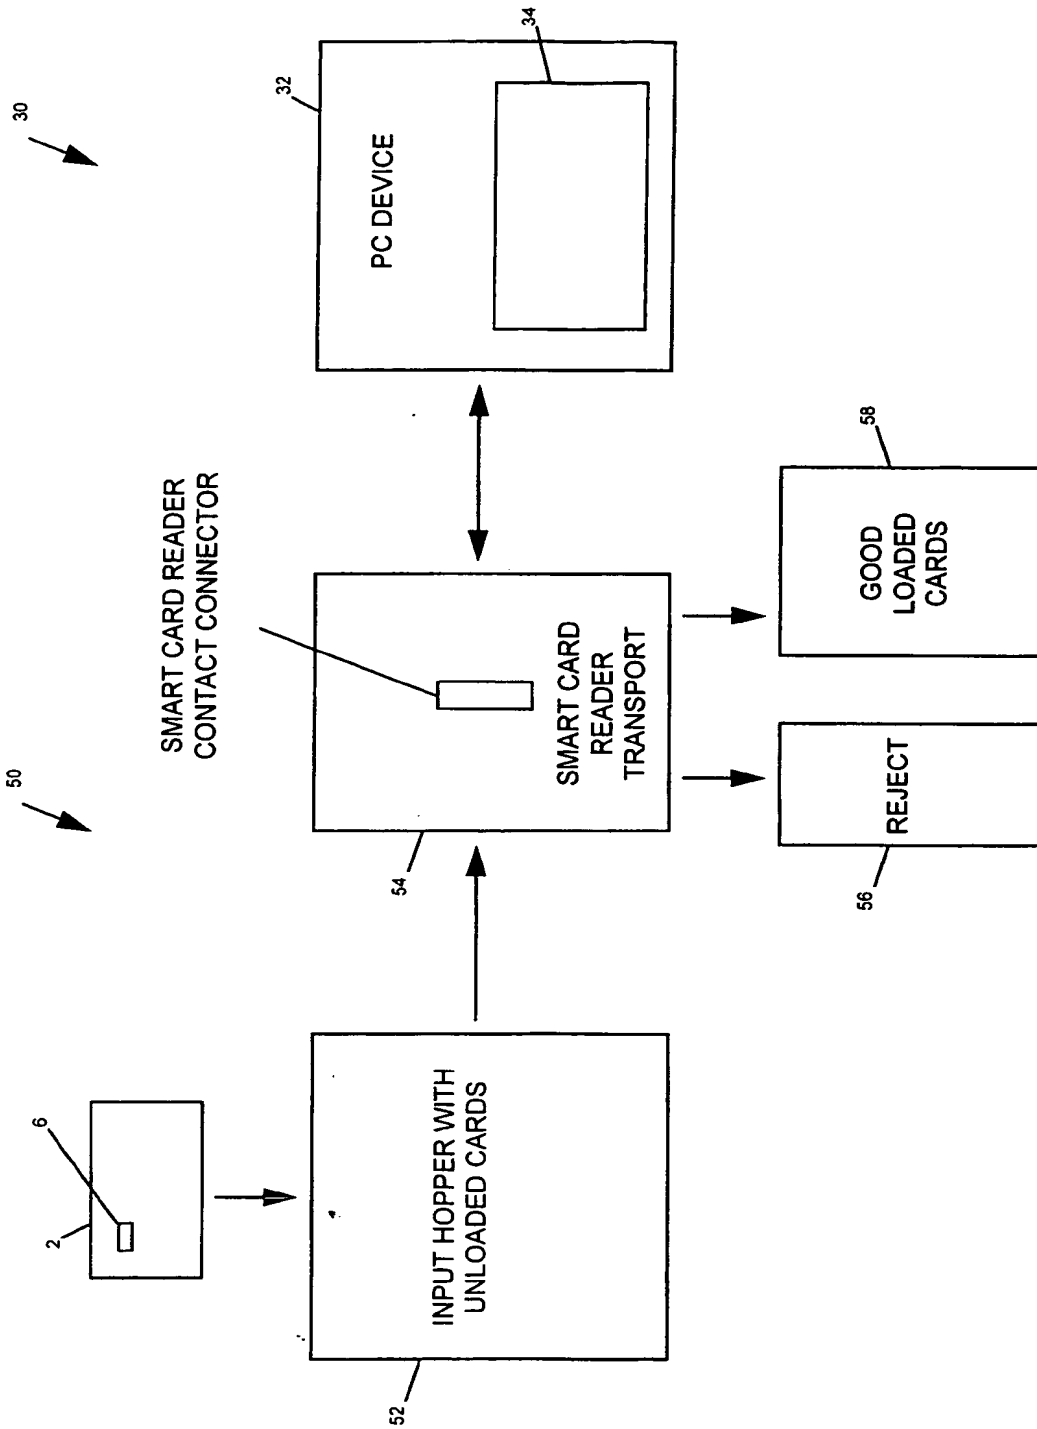 50
30
2
6
SMART CARD READER
CONTACT CONNECTOR
32
34
PC DEVICE
INPUT HOPPER WITH
UNLOADED CARDS
52
54
SMART CARD
READER
TRANSPORT
REJECT
56
GOOD
LOADED
CARDS
58